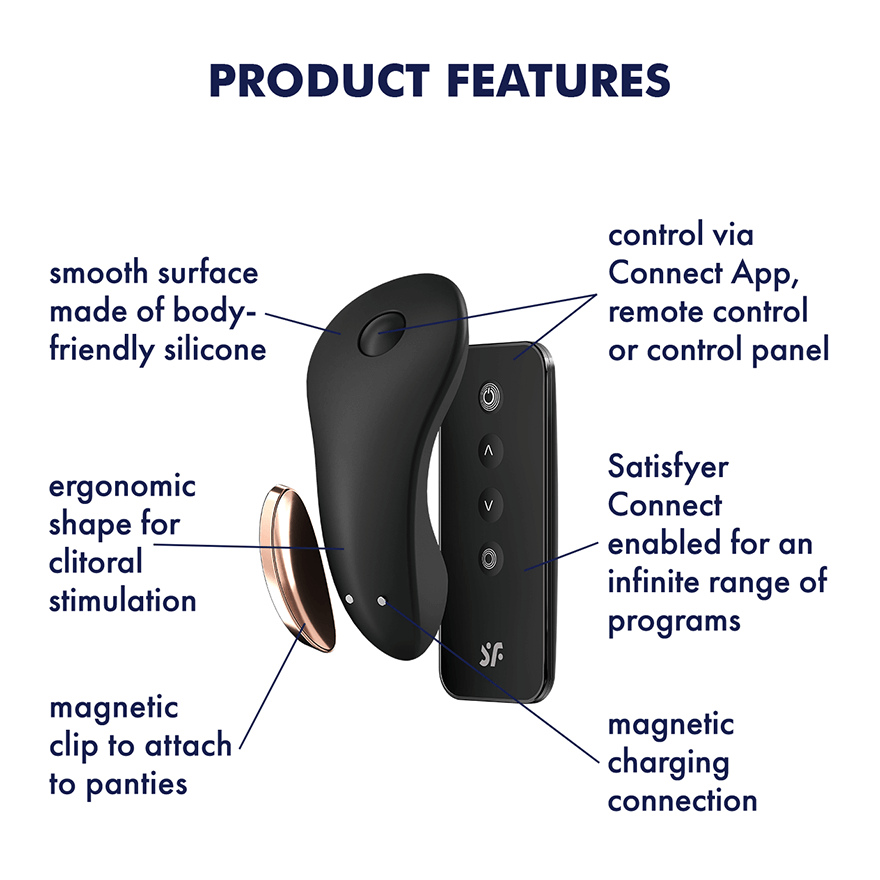 PRODUCT FEATURES
smooth surface
made of body-
friendly silicone
control via
Connect App,
remote control
or control panel
ergonomic
shape for
clitoral
stimulation
Satisfyer
Connect
enabled for an
infinite range of
programs
SF
magnetic
clip to attach
to panties
magnetic
charging
connection